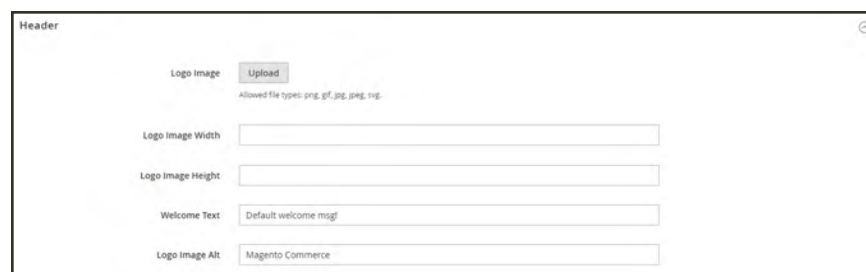 Header
Logo Image Upload
Allowed file types: png, gif, jpg, jpeg, svg.
Logo Image Width
Logo Image Height
Welcome Text Default welcome msg!
Logo Image Alt Magento Commerce